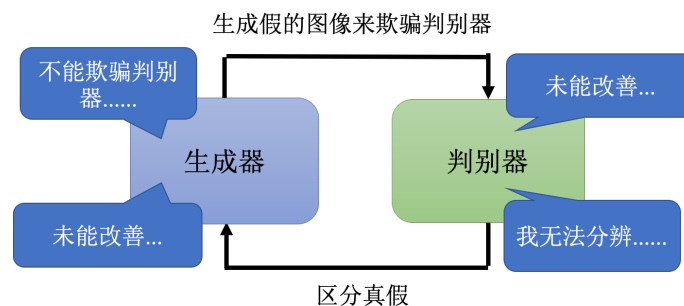 生成假的图像来欺骗判别器
不能欺骗判别
器……
未能改善…
生成器
判别器
未能改善…
我无法分辨……
区分真假